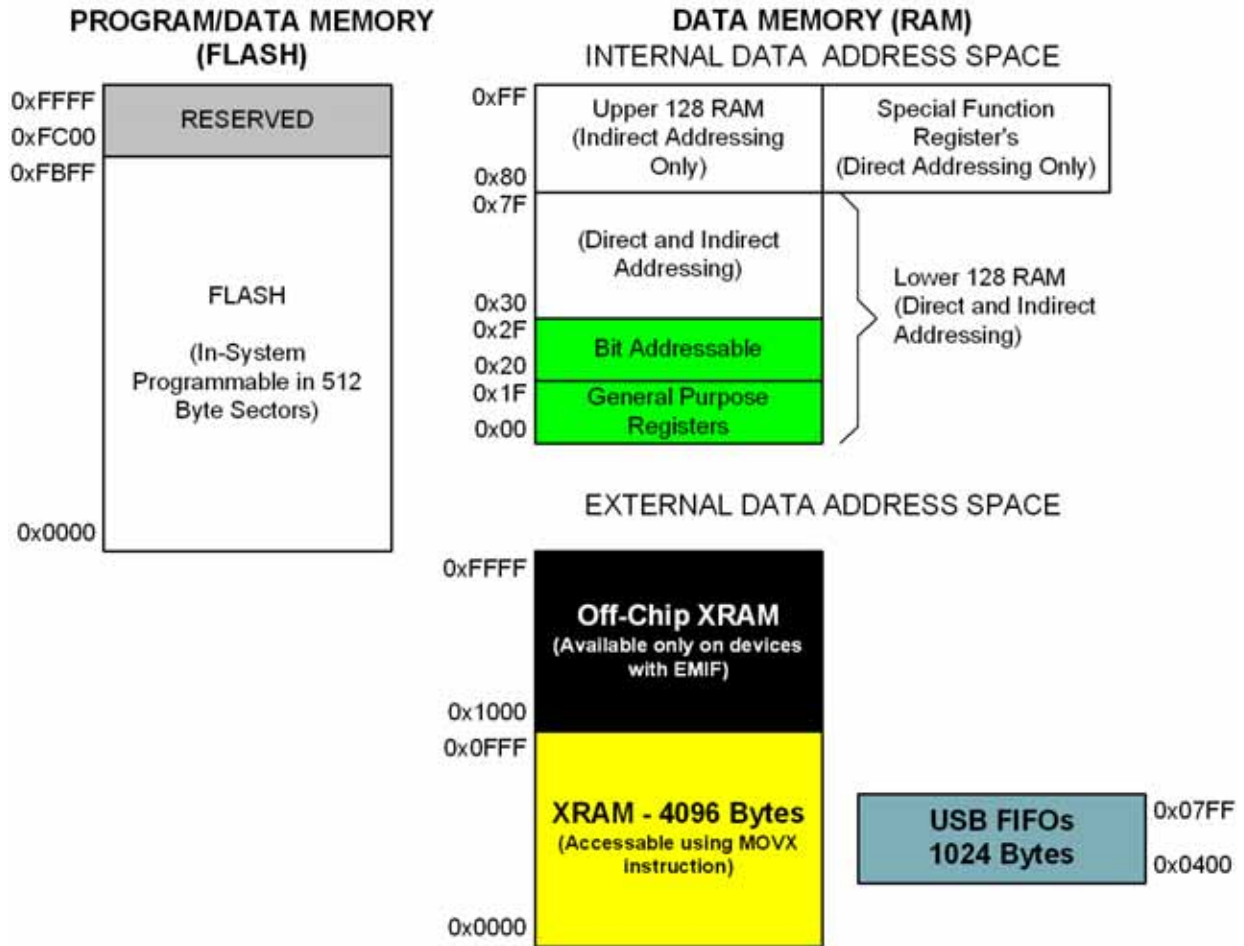 PROGRAM/DATA MEMORY
(FLASH)
0xFFFF
RESERVED
0xFC00
0xFBFF
FLASH
(In-System
Programmable in 512
Byte Sectors)
0x0000
DATA MEMORY (RAM)
INTERNAL DATA ADDRESS SPACE
0xFF
Upper 128 RAM
(Indirect Addressing
Only)
0x80
Special Function
Register's
(Direct Addressing Only)
0x7F
(Direct and Indirect
Addressing)
0x30
Lower 128 RAM
(Direct and Indirect
Addressing)
0x2F
Bit Addressable
0x20
0x1F
General Purpose
Registers
0x00
EXTERNAL DATA ADDRESS SPACE
0xFFFF
Off-Chip XRAM
(Available only on devices
with EMIF)
0x1000
0x0FFF
XRAM - 4096 Bytes
(Accessable using MOVX
instruction)
0x0000
USB FIFOs
1024 Bytes
0x07FF
0x0400